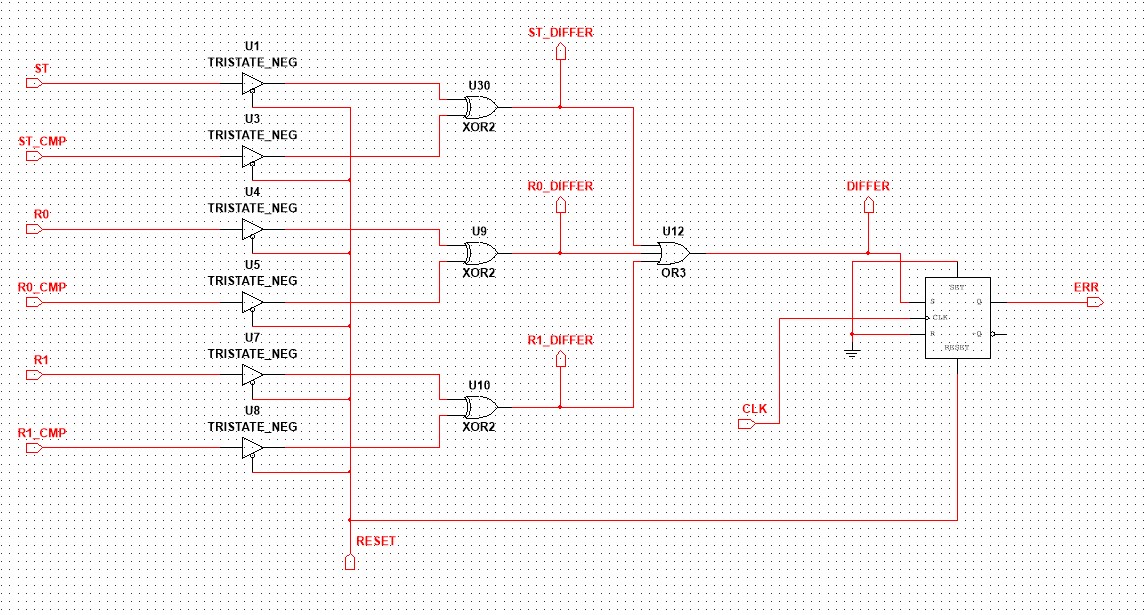 ST_DIFFER
U1
TRISTATE_NEG
ST
U30
XOR2
U3
TRISTATE_NEG
ST_CMP
U4
TRISTATE_NEG
R0
R0_DIFFER
DIFFER
U9
XOR2
U12
OR3
U5
TRISTATE_NEG
R0_CMP
SET
S Q
CLK
R ~Q
RESET
ERR
U7
TRISTATE_NEG
R1
R1_DIFFER
U10
XOR2
U8
TRISTATE_NEG
R1_CMP
CLK
RESET